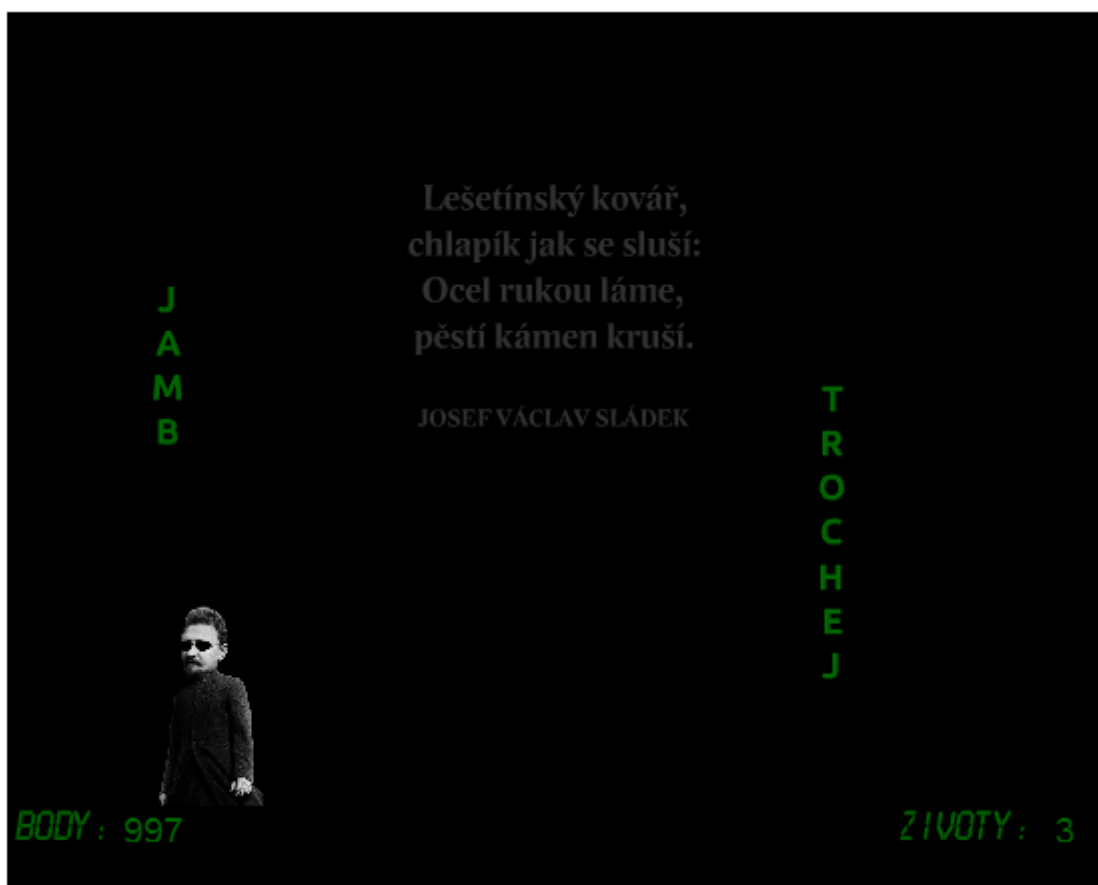 Lešetínský kovář,
chlapík jak se sluší:
Ocel rukou láme,
pěstí kámen kruší.
JOSEF VÁCLAV SLÁDEK
JAMB
TROCHEJ
BODY: 997
ZIVOTY: 3